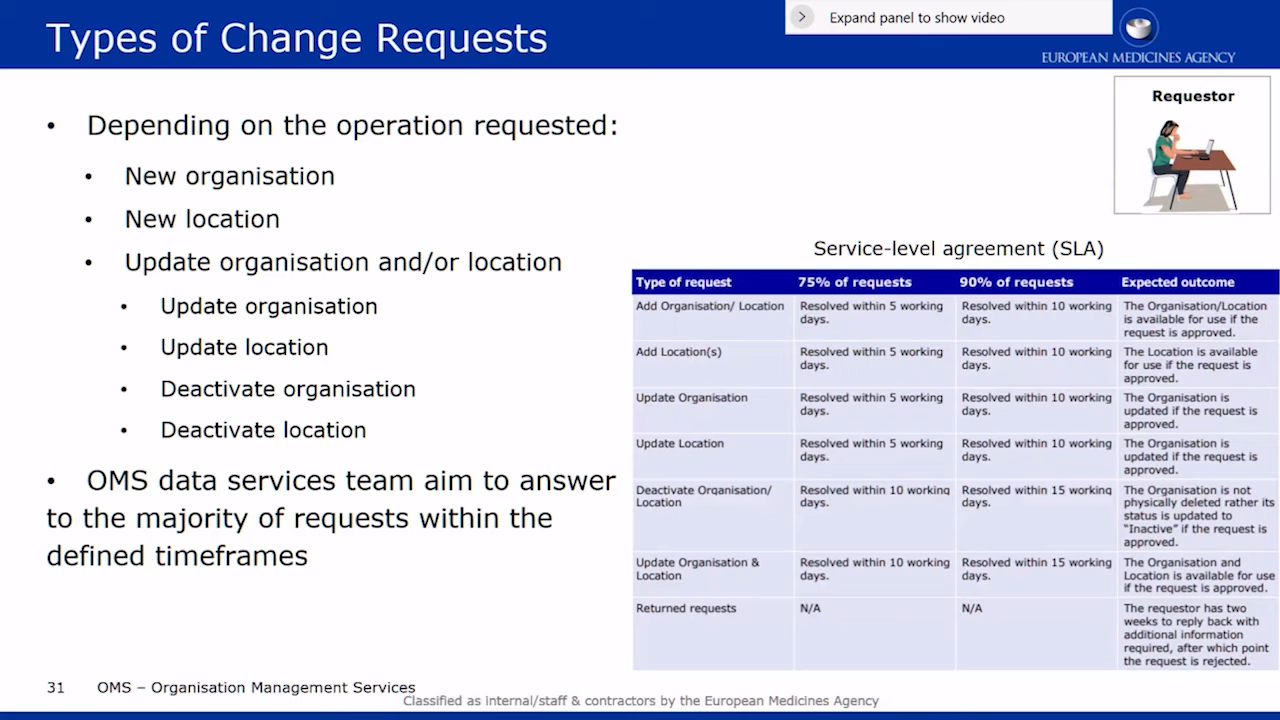 Types of Change Requests
Expand panel to show video
EUROPEAN MEDICINES AGENCY
Requestor
• Depending on the operation requested:
• New organisation
• New location
• Update organisation and/or location
• Update organisation
• Update location
• Deactivate organisation
• Deactivate location
• OMS data services team aim to answer
to the majority of requests within the
defined timeframes
Service-level agreement (SLA)
Type of request 75% of requests 90% of requests Expected outcome
Add Organisation/ Location Resolved within 5 working Resolved within 10 working The Organisation/Location
days. days. is available for use if the
request is approved.
Add Location(s) Resolved within 5 working Resolved within 10 working The Location is available
days. days. for use if the request is
approved.
Update Organisation Resolved within 5 working Resolved within 10 working The Organisation is
days. days. updated if the request is
approved.
Update Location Resolved within 5 working Resolved within 10 working The Organisation is
days. days. updated if the request is
approved.
Deactivate Organisation/ Resolved within 10 working Resolved within 15 working The Organisation is not
Location days. days. physically deleted rather its
status is updated to
“Inactive” if the request is
approved.
Update Organisation & Resolved within 10 working Resolved within 15 working The Organisation and
Location days. days. Location is available for use
if the request is approved.
Returned requests N/A N/A The requestor has two
weeks to reply back with
additional information
required, after which point
the request is rejected.
31 OMS – Organisation Management Services
Classified as internal/staff & contractors by the European Medicines Agency